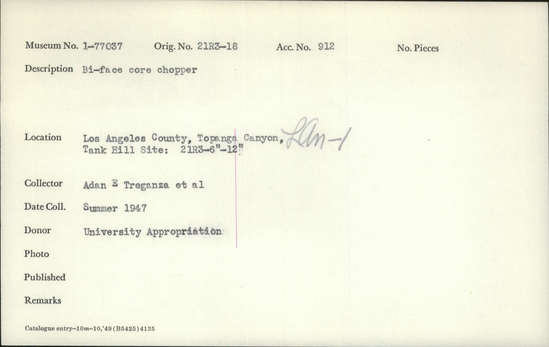 Museum No. 1-77037 Orig. No. 21R3-18 Acc. No. 912 No. Pieces
Description Bi-face core chopper
Location Los Angeles County, Topanga Canyon, LAn-1
Tank Hill Site: 21R3-6"-12"
Collector Adan E Treganza et al
Date Coll. Summer 1947
Donor University Appropriation
Photo
Published
Remarks
Catalogue entry—10m-10,'49 (B5425) 4135